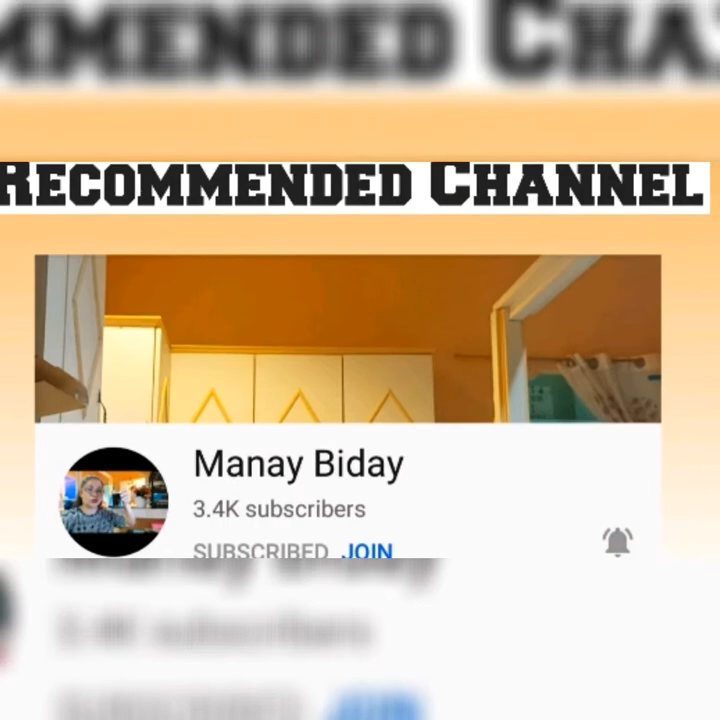 RECOMMENDED CHANNEL
Manay Biday
3.4K subscribers
SUBSCRIBED JOIN